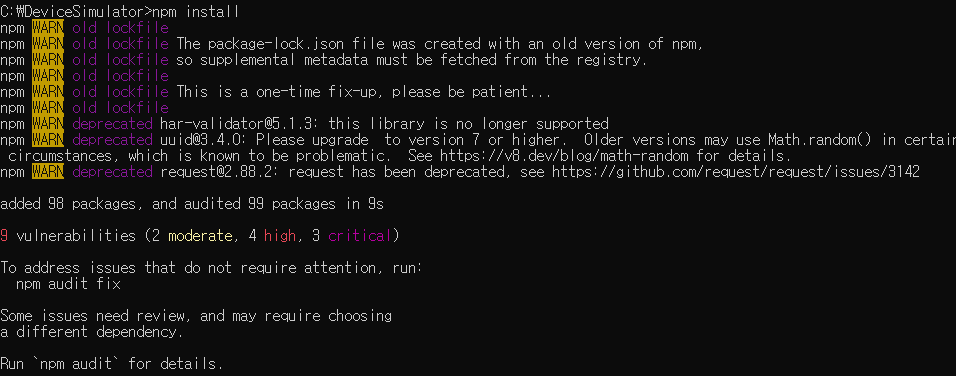 C:₩DeviceSimulator>npm install
npm WARN old lockfile
npm WARN old lockfile The package-lock.json file was created with an old version of npm,
npm WARN old lockfile so supplemental metadata must be fetched from the registry.
npm WARN old lockfile
npm WARN old lockfile This is a one-time fix-up, please be patient...
npm WARN old lockfile
npm WARN deprecated har-validator@5.1.3: this library is no longer supported
npm WARN deprecated uuid@3.4.0: Please upgrade  to version 7 or higher.  Older versions may use Math.random() in certain
 circumstances, which is known to be problematic.  See https://v8.dev/blog/math-random for details.
npm WARN deprecated request@2.88.2: request has been deprecated, see https://github.com/request/request/issues/3142
added 98 packages, and audited 99 packages in 9s
9 vulnerabilities (2 moderate, 4 high, 3 critical)
To address issues that do not require attention, run:
  npm audit fix
Some issues need review, and may require choosing
a different dependency.
Run `npm audit` for details.